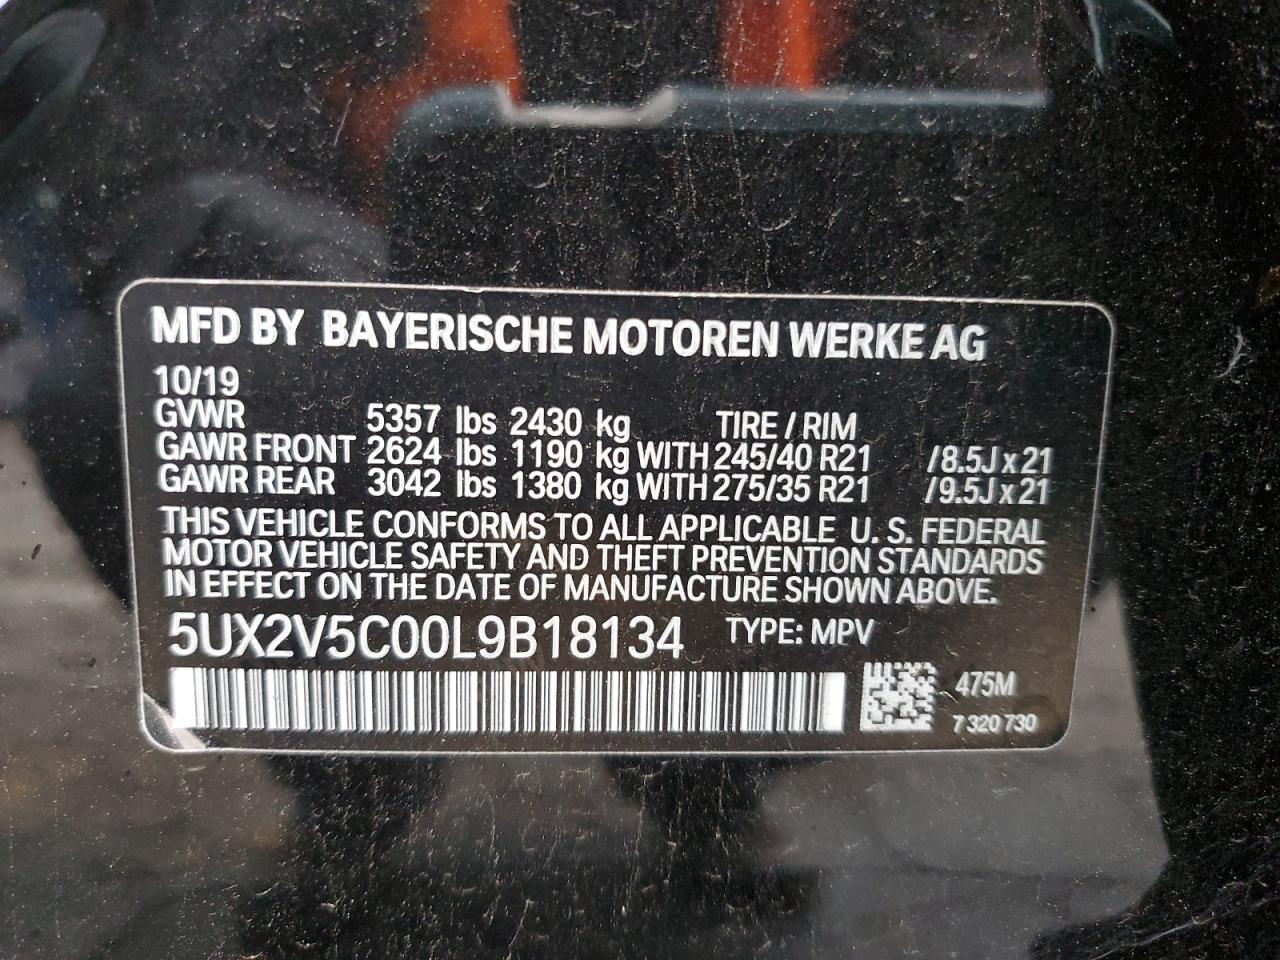 MFD BY BAYERISCHE MOTOREN WERKE AG
10/19
GVWR 5357 lbs 2430 kg TIRE / RIM
GAWR FRONT 2624 lbs 1190 kg WITH 245/40 R21 /8.5J x 21
GAWR REAR 3042 lbs 1380 kg WITH 275/35 R21 /9.5J x 21
THIS VEHICLE CONFORMS TO ALL APPLICABLE U. S. FEDERAL
MOTOR VEHICLE SAFETY AND THEFT PREVENTION STANDARDS
IN EFFECT ON THE DATE OF MANUFACTURE SHOWN ABOVE.
5UX2V5C00L9B18134 TYPE: MPV
475M
7 320 730